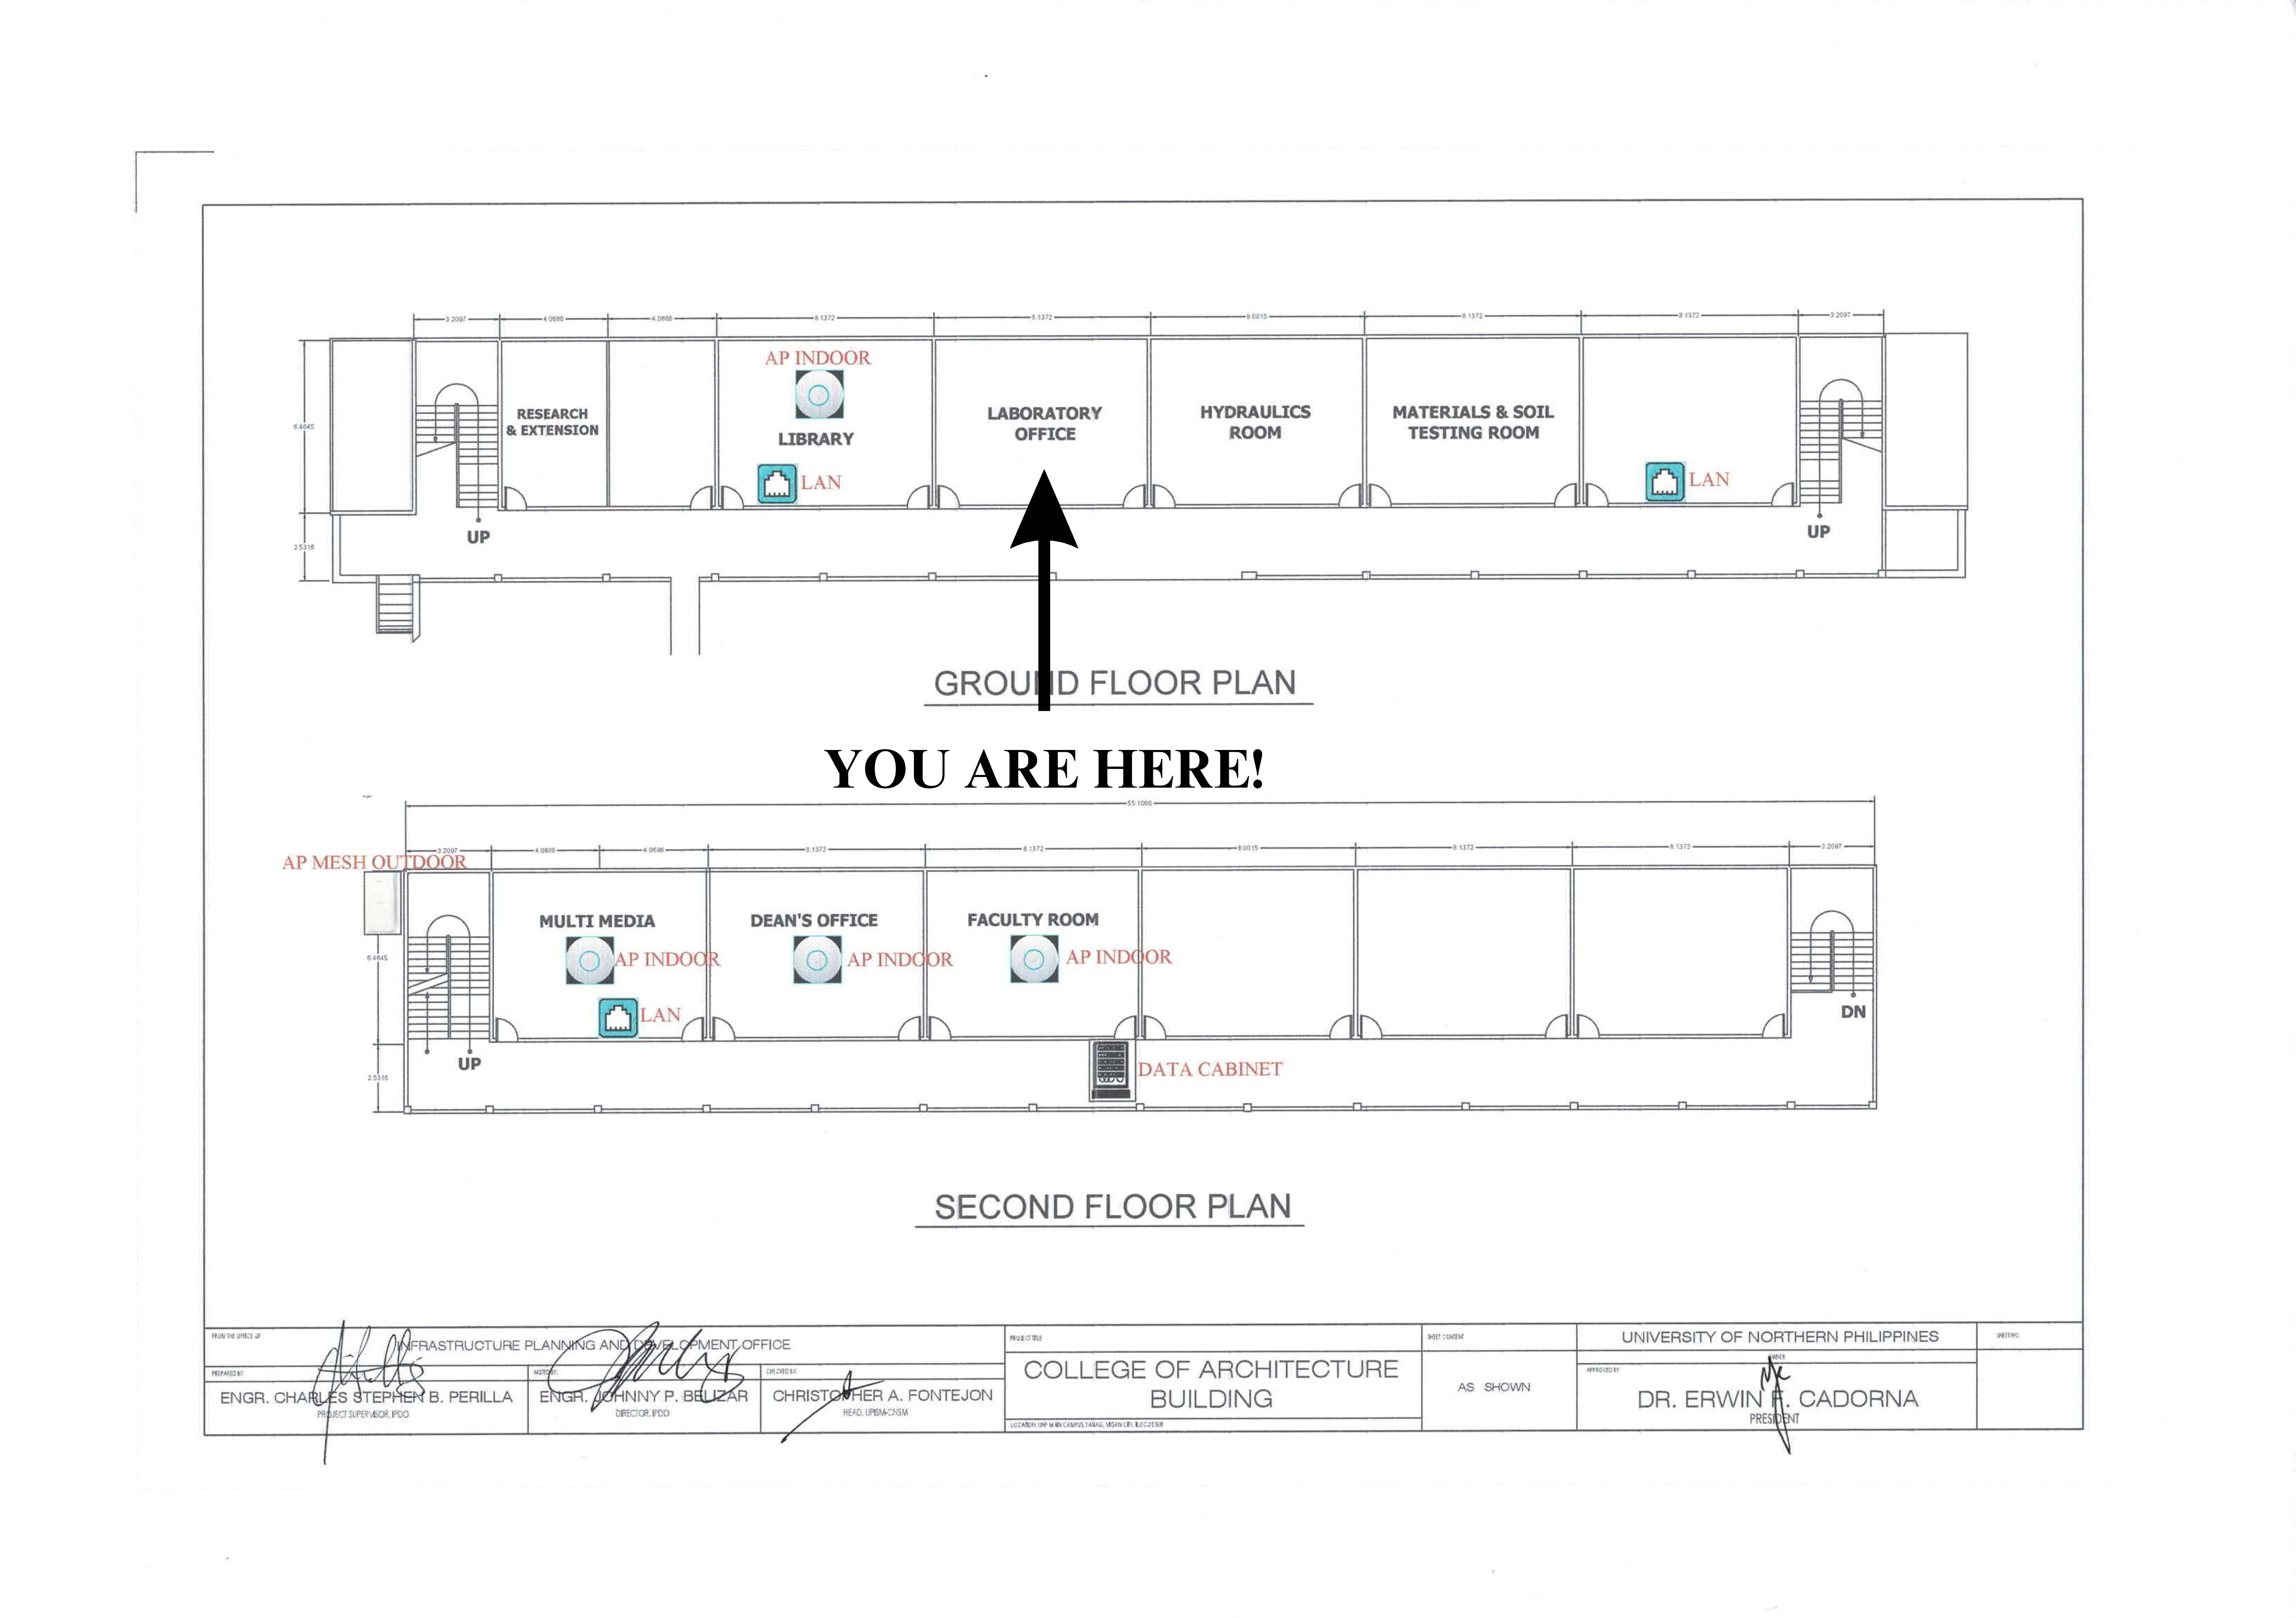 3.2097 4.0686 4.0686 8.1372 8.1372 8.0015 8.1372 8.1372 3.2097
AP INDOOR
6.4645
RESEARCH
& EXTENSION
LIBRARY
LABORATORY
OFFICE
HYDRAULICS
ROOM
MATERIALS & SOIL
TESTING ROOM
LAN
LAN
UP
UP
2.5316
GROUND FLOOR PLAN
YOU ARE HERE!
55.1006
3.2097 4.0686 4.0686 8.1372 8.1372 8.0015 8.1372 8.1372 3.2097
AP MESH OUTDOOR
MULTI MEDIA
DEAN'S OFFICE
FACULTY ROOM
6.4645
AP INDOOR
AP INDOOR
AP INDOOR
LAN
DN
UP
2.5316
DATA CABINET
SECOND FLOOR PLAN
FROM THE OFFICE OF
INFRASTRUCTURE PLANNING AND DEVELOPMENT OFFICE
PREPARED BY:
ENGR. CHARLES STEPHEN B. PERILLA
PROJECT SUPERVISOR, IPDO
NOTED BY:
ENGR. JOHNNY P. BELIZAR
DIRECTOR, IPDO
CHECKED BY:
CHRISTOPHER A. FONTEJON
HEAD, UPISM-CNSM
PROJECT TITLE
COLLEGE OF ARCHITECTURE
BUILDING
LOCATION: UNP MAIN CAMPUS, TAMAG, VIGAN CITY, ILOCOS SUR
SHEET CONTENT
AS SHOWN
UNIVERSITY OF NORTHERN PHILIPPINES
OWNER
APPROVED BY
DR. ERWIN F. CADORNA
PRESIDENT
SHEET NO.